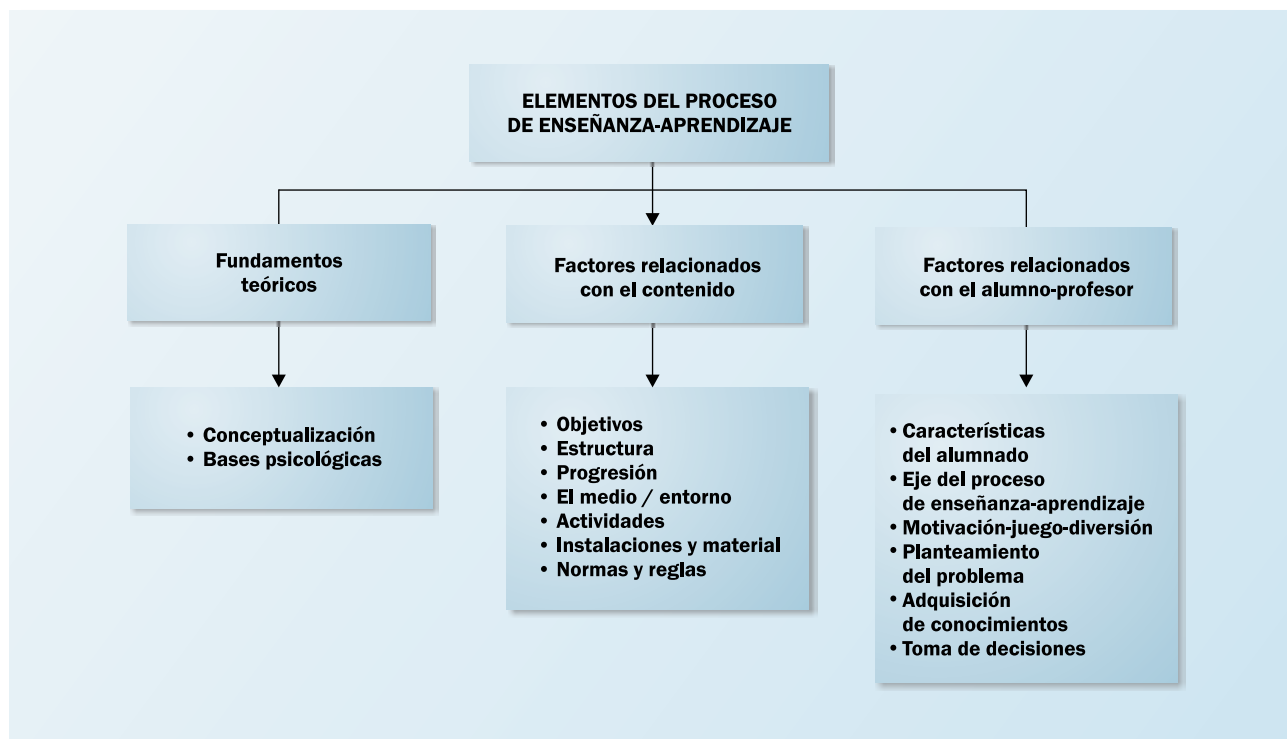 ELEMENTOS DEL PROCESO
DE ENSEÑANZA-APRENDIZAJE
Fundamentos
teóricos
Factores relacionados
con el contenido
Factores relacionados
con el alumno-profesor
• Conceptualización
• Bases psicológicas
• Objetivos
• Estructura
• Progresión
• El medio / entorno
• Actividades
• Instalaciones y material
• Normas y reglas
• Características
del alumnado
• Eje del proceso
de enseñanza-aprendizaje
• Motivación-juego-diversión
• Planteamiento
del problema
• Adquisición
de conocimientos
• Toma de decisiones